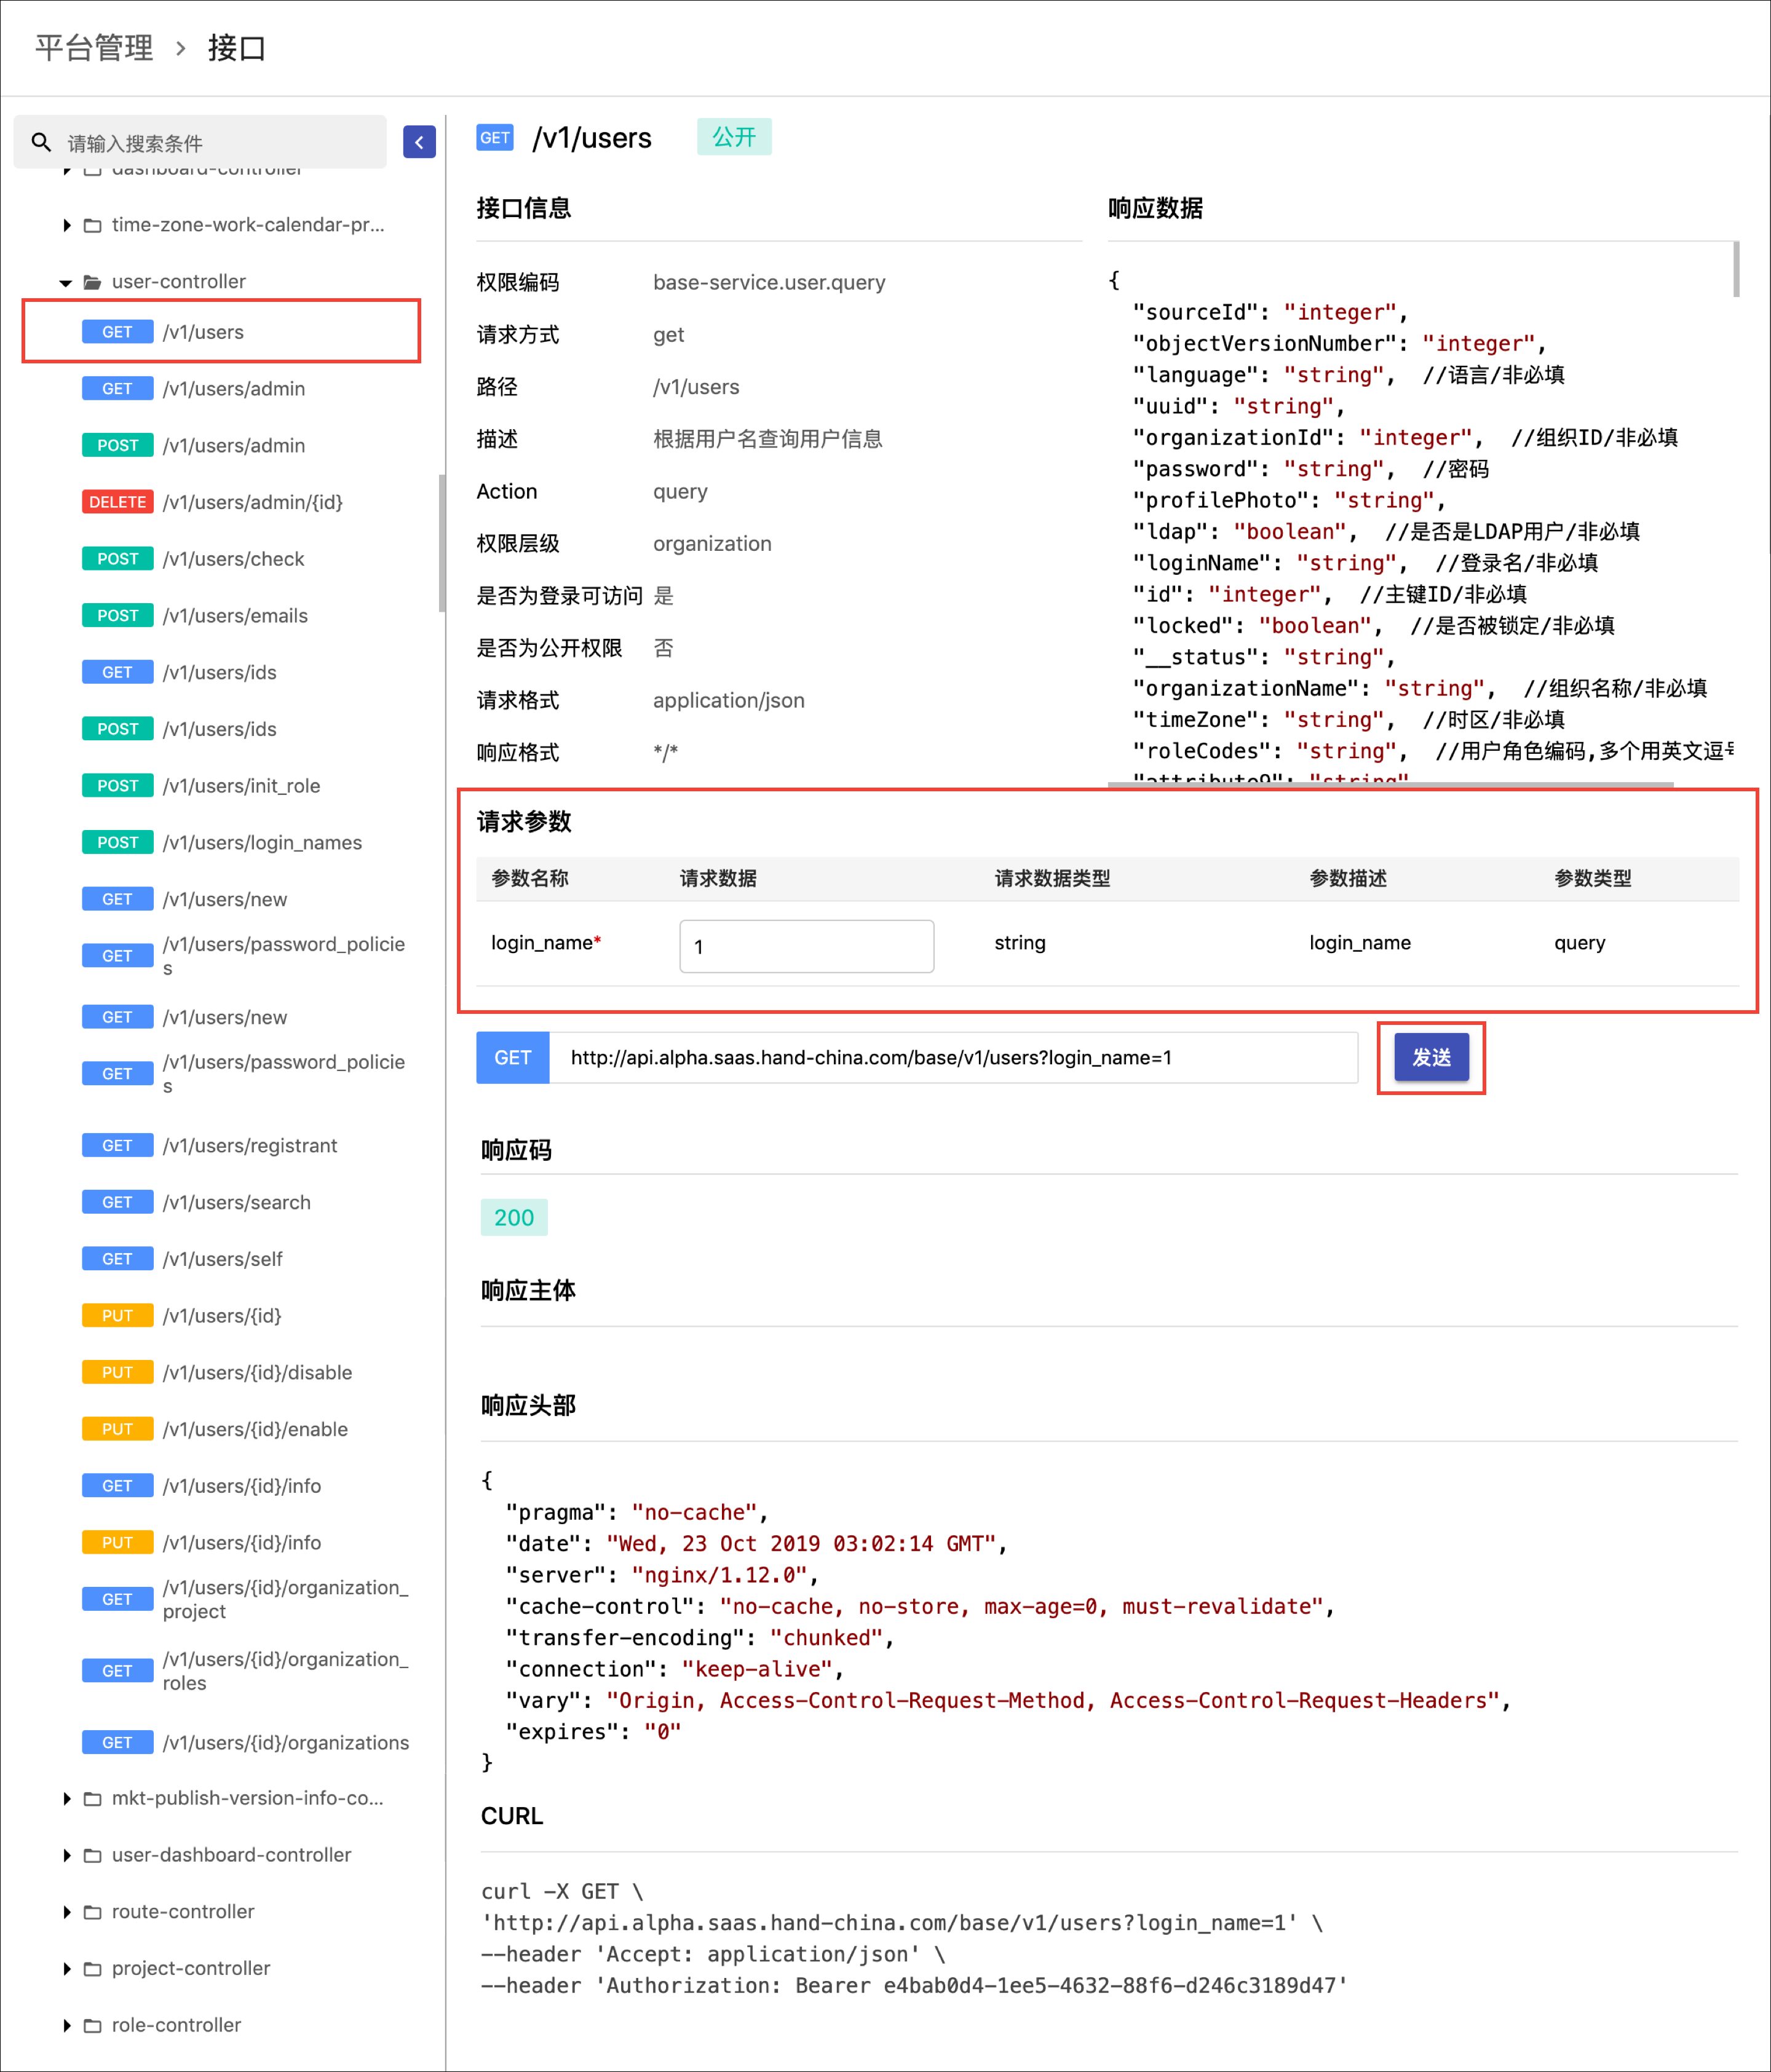 平台管理 > 接口
请输入搜索条件
dashboard-controller
time-zone-work-calendar-pr...
user-controller
GET /v1/users
GET /v1/users/admin
POST /v1/users/admin
DELETE /v1/users/admin/{id}
POST /v1/users/check
POST /v1/users/emails
GET /v1/users/ids
POST /v1/users/ids
POST /v1/users/init_role
POST /v1/users/login_names
GET /v1/users/new
GET /v1/users/password_policie
s
GET /v1/users/new
GET /v1/users/password_policie
s
GET /v1/users/registrant
GET /v1/users/search
GET /v1/users/self
PUT /v1/users/{id}
PUT /v1/users/{id}/disable
PUT /v1/users/{id}/enable
GET /v1/users/{id}/info
PUT /v1/users/{id}/info
GET /v1/users/{id}/organization_
project
GET /v1/users/{id}/organization_
roles
GET /v1/users/{id}/organizations
mkt-publish-version-info-co...
user-dashboard-controller
route-controller
project-controller
role-controller
GET /v1/users 公开
接口信息
权限编码 base-service.user.query
请求方式 get
路径 /v1/users
描述 根据用户名查询用户信息
Action query
权限层级 organization
是否为登录可访问 是
是否为公开权限 否
请求格式 application/json
响应格式 */*
响应数据
{
"sourceId": "integer",
"objectVersionNumber": "integer",
"language": "string", //语言/非必填
"uuid": "string",
"organizationId": "integer", //组织ID/非必填
"password": "string", //密码
"profilePhoto": "string",
"ldap": "boolean", //是否是LDAP用户/非必填
"loginName": "string", //登录名/非必填
"id": "integer", //主键ID/非必填
"locked": "boolean", //是否被锁定/非必填
"__status": "string",
"organizationName": "string", //组织名称/非必填
"timeZone": "string", //时区/非必填
"roleCodes": "string", //用户角色编码,多个用英文逗号
"attribute9": "string"
请求参数
参数名称 请求数据 请求数据类型 参数描述 参数类型
login_name* 1 string login_name query
GET http://api.alpha.saas.hand-china.com/base/v1/users?login_name=1 发送
响应码
200
响应主体
响应头部
{
"pragma": "no-cache",
"date": "Wed, 23 Oct 2019 03:02:14 GMT",
"server": "nginx/1.12.0",
"cache-control": "no-cache, no-store, max-age=0, must-revalidate",
"transfer-encoding": "chunked",
"connection": "keep-alive",
"vary": "Origin, Access-Control-Request-Method, Access-Control-Request-Headers",
"expires": "0"
}
CURL
curl -X GET \
'http://api.alpha.saas.hand-china.com/base/v1/users?login_name=1' \
--header 'Accept: application/json' \
--header 'Authorization: Bearer e4bab0d4-1ee5-4632-88f6-d246c3189d47'